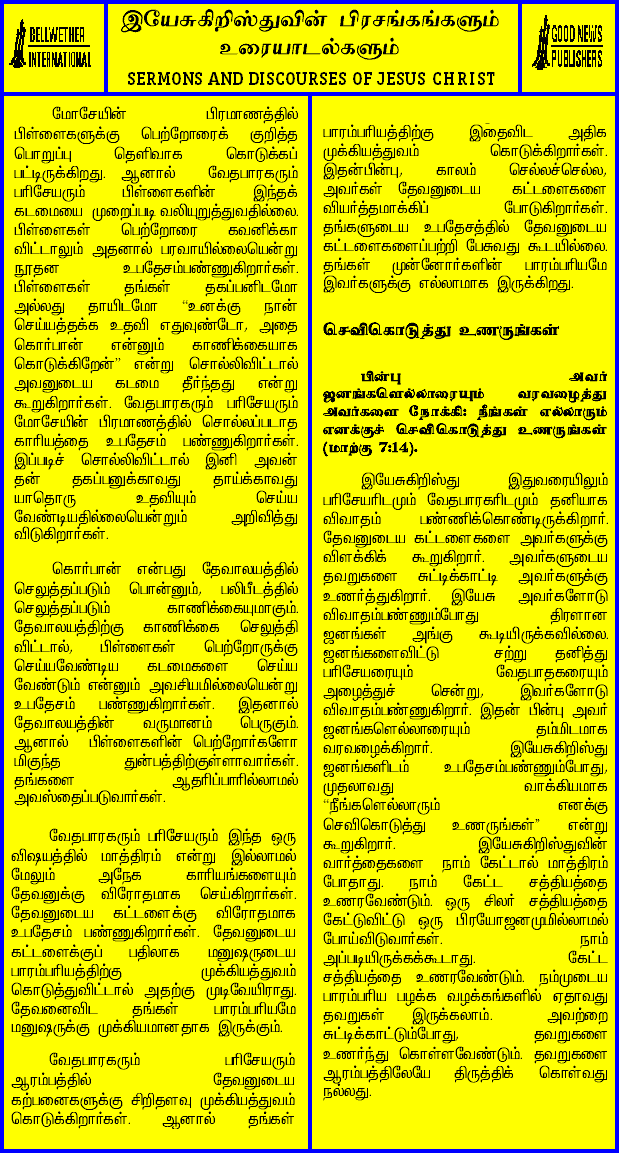 BELLWETHER
INTERNATIONAL
இயேசுகிறிஸ்துவின் பிரசங்கங்களும்
உரையாடல்களும்
SERMONS AND DISCOURSES OF JESUS CHRIST
GOOD NEWS
PUBLISHERS
மோசேயின் பிரமாணத்தில்
பிள்ளைகளுக்கு பெற்றோரைக் குறித்த
பொறுப்பு தெளிவாக கொடுக்கப்
பட்டிருக்கிறது. ஆனால் வேதபாரகரும்
பரிசேயரும் பிள்ளைகளின் இந்தக்
கடமையை முறைப்படி வலியுறுத்துவதில்லை.
பிள்ளைகள் பெற்றோரை கவனிக்கா
விட்டாலும் அதனால் பரவாயில்லையென்று
நூதன உபதேசம்பண்ணுகிறார்கள்.
பிள்ளைகள் தங்கள் தகப்பனிடமோ
அல்லது தாயிடமோ “உனக்கு நான்
செய்யத்தக்க உதவி எதுவுண்டோ, அதை
கொர்பான் என்னும் காணிக்கையாக
கொடுக்கிறேன்” என்று சொல்லிவிட்டால்
அவனுடைய கடமை தீர்ந்தது என்று
கூறுகிறார்கள். வேதபாரகரும் பரிசேயரும்
மோசேயின் பிரமாணத்தில் சொல்லப்படாத
காரியத்தை உபதேசம் பண்ணுகிறார்கள்.
இப்படிச் சொல்லிவிட்டால் இனி அவன்
தன் தகப்பனுக்காவது தாய்க்காவது
யாதொரு உதவியும் செய்ய
வேண்டியதில்லையென்றும் அறிவித்து
விடுகிறார்கள்.
கொர்பான் என்பது தேவாலயத்தில்
செலுத்தப்படும் பொன்னும், பலிபீடத்தில்
செலுத்தப்படும் காணிக்கையுமாகும்.
தேவாலயத்திற்கு காணிக்கை செலுத்தி
விட்டால், பிள்ளைகள் பெற்றோருக்கு
செய்யவேண்டிய கடமைகளை செய்ய
வேண்டும் என்னும் அவசியமில்லையென்று
உபதேசம் பண்ணுகிறார்கள். இதனால்
தேவாலயத்தின் வருமானம் பெருகும்.
ஆனால் பிள்ளைகளின் பெற்றோர்களோ
மிகுந்த துன்பத்திற்குள்ளாவார்கள்.
தங்களை ஆதரிப்பாரில்லாமல்
அவஸ்தைப்படுவார்கள்.
வேதபாரகரும் பரிசேயரும் இந்த ஒரு
விஷயத்தில் மாத்திரம் என்று இல்லாமல்
மேலும் அநேக காரியங்களையும்
தேவனுக்கு விரோதமாக செய்கிறார்கள்.
தேவனுடைய கட்டளைக்கு விரோதமாக
உபதேசம் பண்ணுகிறார்கள். தேவனுடைய
கட்டளைக்குப் பதிலாக மனுஷருடைய
பாரம்பரியத்திற்கு முக்கியத்துவம்
கொடுத்துவிட்டால் அதற்கு முடிவேயிராது.
தேவனைவிட தங்கள் பாரம்பரியமே
மனுஷருக்கு முக்கியமானதாக இருக்கும்.
வேதபாரகரும் பரிசேயரும்
ஆரம்பத்தில் தேவனுடைய
கற்பனைகளுக்கு சிறிதளவு முக்கியத்துவம்
கொடுக்கிறார்கள். ஆனால் தங்கள்
பாரம்பரியத்திற்கு இதைவிட அதிக
முக்கியத்துவம் கொடுக்கிறார்கள்.
இதன்பின்பு, காலம் செல்லச்செல்ல,
அவர்கள் தேவனுடைய கட்டளைகளை
வியர்த்தமாக்கிப் போடுகிறார்கள்.
தங்களுடைய உபதேசத்தில் தேவனுடைய
கட்டளைகளைப்பற்றி பேசுவது கூடயில்லை.
தங்கள் முன்னோர்களின் பாரம்பரியமே
இவர்களுக்கு எல்லாமாக இருக்கிறது.
செவிகொடுத்து உணருங்கள்
பின்பு அவர்
ஜனங்களெல்லாரையும் வரவழைத்து
அவர்களை நோக்கி: நீங்கள் எல்லாரும்
எனக்குச் செவிகொடுத்து உணருங்கள்
(மாற்கு 7:14).
இயேசுகிறிஸ்து இதுவரையிலும்
பரிசேயரிடமும் வேதபாரகரிடமும் தனியாக
விவாதம் பண்ணிக்கொண்டிருக்கிறார்.
தேவனுடைய கட்டளைகளை அவர்களுக்கு
விளக்கிக் கூறுகிறார். அவர்களுடைய
தவறுகளை சுட்டிக்காட்டி அவர்களுக்கு
உணர்த்துகிறார். இயேசு அவர்களோடு
விவாதம்பண்ணும்போது திரளான
ஜனங்கள் அங்கு கூடியிருக்கவில்லை.
ஜனங்களைவிட்டு சற்று தனித்து
பரிசேயரையும் வேதபாதகரையும்
அழைத்துச் சென்று, இவர்களோடு
விவாதம்பண்ணுகிறார். இதன் பின்பு அவர்
ஜனங்களெல்லாரையும் தம்மிடமாக
வரவழைக்கிறார். இயேசுகிறிஸ்து
ஜனங்களிடம் உபதேசம்பண்ணும்போது,
முதலாவது வாக்கியமாக
“நீங்களெல்லாரும் எனக்கு
செவிகொடுத்து உணருங்கள்” என்று
கூறுகிறார். இயேசுகிறிஸ்துவின்
வார்த்தைகளை நாம் கேட்டால் மாத்திரம்
போதாது. நாம் கேட்ட சத்தியத்தை
உணரவேண்டும். ஒரு சிலர் சத்தியத்தை
கேட்டுவிட்டு ஒரு பிரயோஜனமுமில்லாமல்
போய்விடுவார்கள். நாம்
அப்படியிருக்கக்கூடாது. கேட்ட
சத்தியத்தை உணரவேண்டும். நம்முடைய
பாரம்பரிய பழக்க வழக்கங்களில் ஏதாவது
தவறுகள் இருக்கலாம். அவற்றை
சுட்டிக்காட்டும்போது, தவறுகளை
உணர்ந்து கொள்ளவேண்டும். தவறுகளை
ஆரம்பத்திலேயே திருத்திக் கொள்வது
நல்லது.